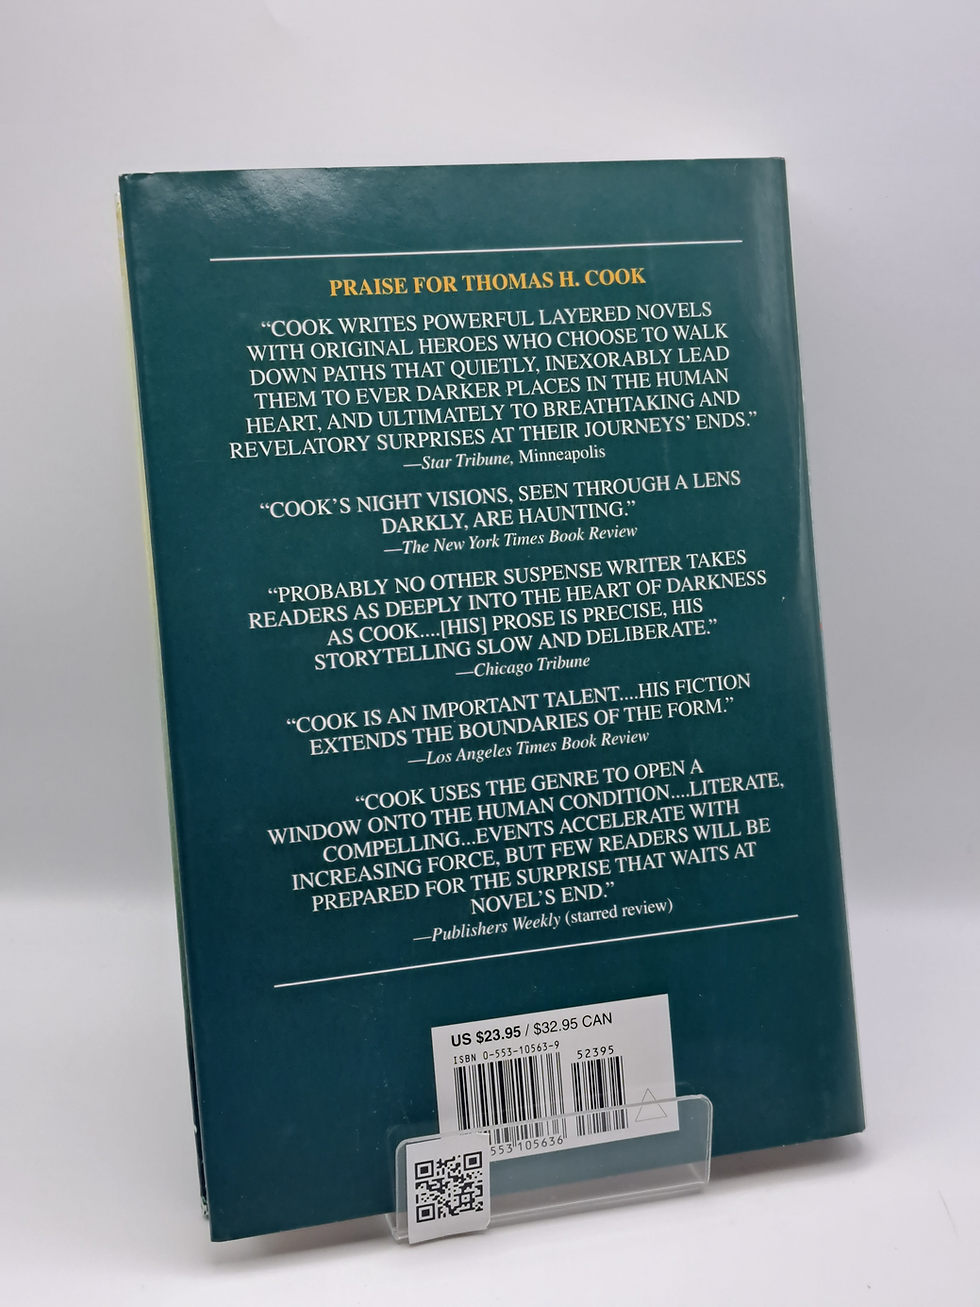 PRAISE FOR THOMAS H. COOK
“COOK WRITES POWERFUL LAYERED NOVELS
WITH ORIGINAL HEROES WHO CHOOSE TO WALK
DOWN PATHS THAT QUIETLY, INEXORABLY LEAD
THEM TO EVER DARKER PLACES IN THE HUMAN
HEART, AND ULTIMATELY TO BREATHTAKING AND
REVELATORY SURPRISES AT THEIR JOURNEYS’ ENDS.”
—Star Tribune, Minneapolis
“COOK’S NIGHT VISIONS, SEEN THROUGH A LENS
DARKLY, ARE HAUNTING.”
—The New York Times Book Review
“PROBABLY NO OTHER SUSPENSE WRITER TAKES
READERS AS DEEPLY INTO THE HEART OF DARKNESS
AS COOK....[HIS] PROSE IS PRECISE, HIS
STORYTELLING SLOW AND DELIBERATE.”
—Chicago Tribune
“COOK IS AN IMPORTANT TALENT....HIS FICTION
EXTENDS THE BOUNDARIES OF THE FORM.”
—Los Angeles Times Book Review
“COOK USES THE GENRE TO OPEN A
WINDOW ONTO THE HUMAN CONDITION....LITERATE,
COMPELLING...EVENTS ACCELERATE WITH
INCREASING FORCE, BUT FEW READERS WILL BE
PREPARED FOR THE SURPRISE THAT WAITS AT
NOVEL’S END.”
—Publishers Weekly (starred review)
US $23.95 / $32.95 CAN
ISBN 0-553-10563-9
52395
553 105636